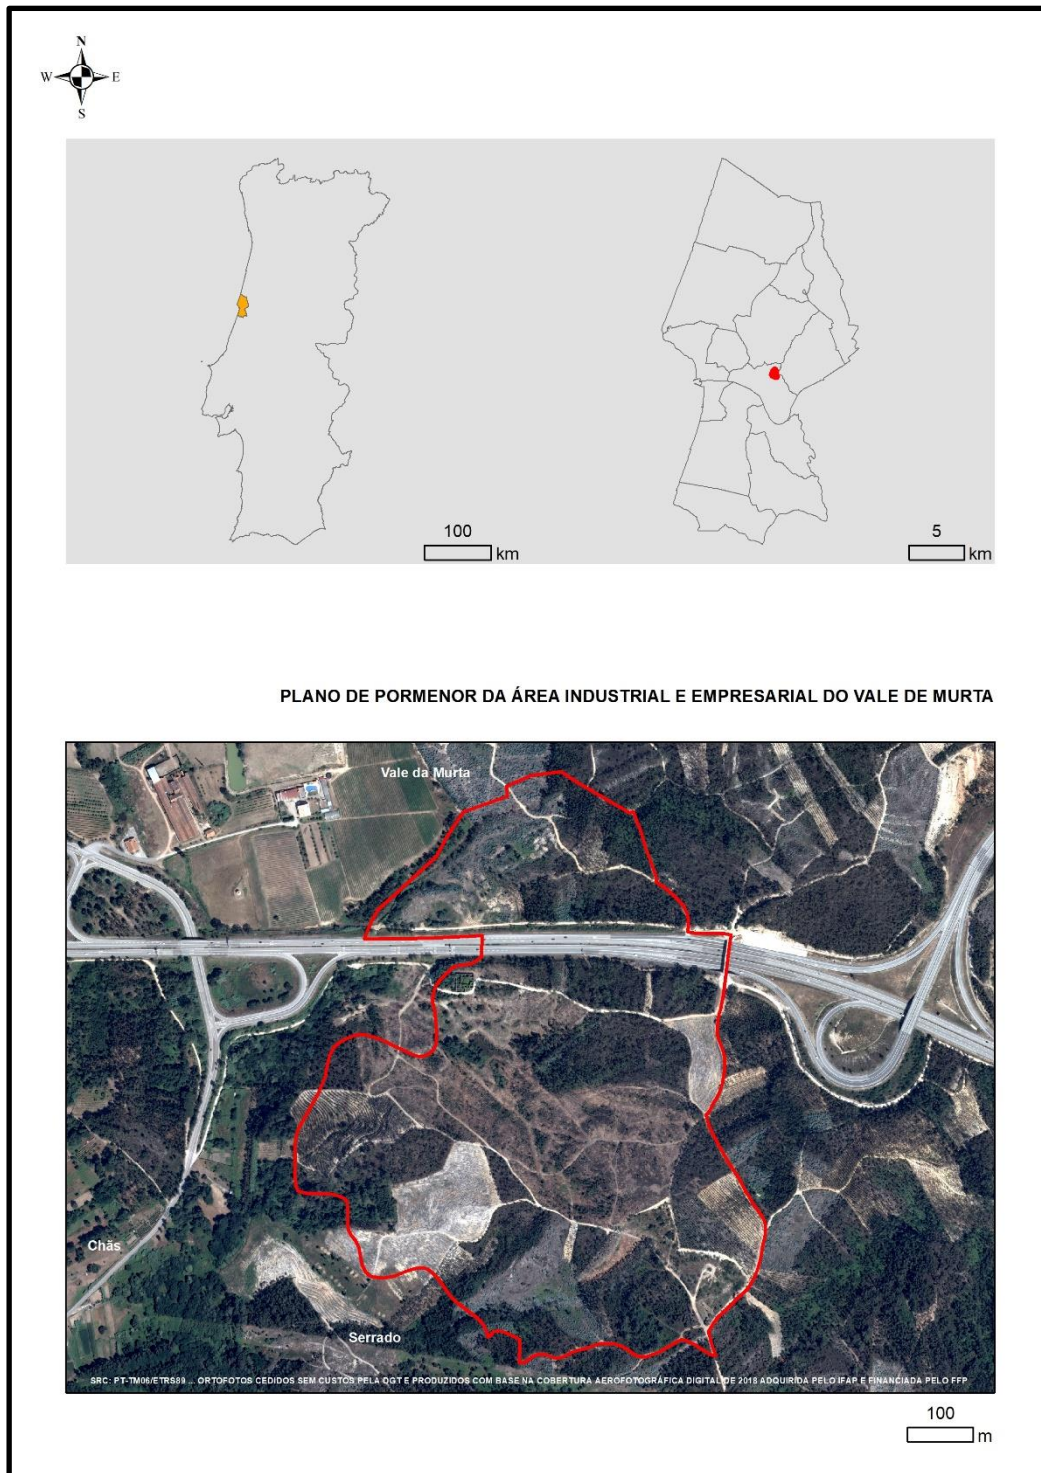 N
W E
S
100
km
5
km
PLANO DE PORMENOR DA ÁREA INDUSTRIAL E EMPRESARIAL DO VALE DE MURTA
Vale da Murta
Chãs
Serrado
SRC: PT-TM06/ETRS89 ... ORTOFOTOS CEDIDOS SEM CUSTOS PELA DGT E PRODUZIDOS COM BASE NA COBERTURA AEROFOTOGRÁFICA DIGITAL DE 2018 ADQUIRIDA PELO IFAP E FINANCIADA PELO FFP
100
m